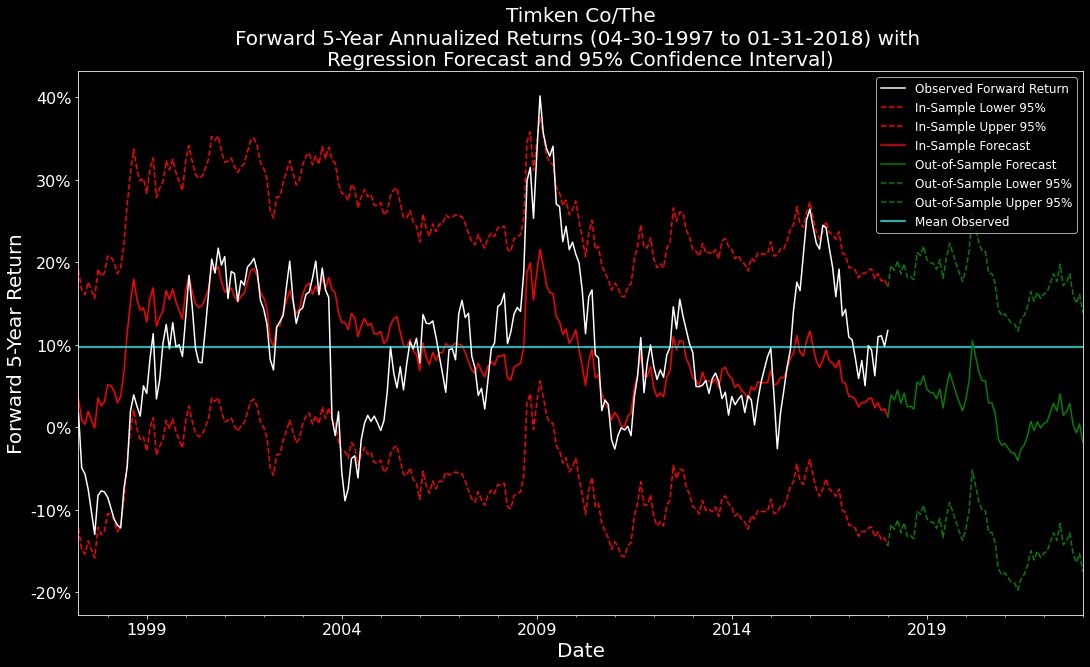 Timken Co/The
Forward 5-Year Annualized Returns (04-30-1997 to 01-31-2018) with
Regression Forecast and 95% Confidence Interval)
Forward 5-Year Return
40%
30%
20%
10%
0%
-10%
-20%
Observed Forward Return
In-Sample Lower 95%
In-Sample Upper 95%
In-Sample Forecast
Out-of-Sample Forecast
Out-of-Sample Lower 95%
Out-of-Sample Upper 95%
Mean Observed
1999
2004
2009
2014
2019
Date